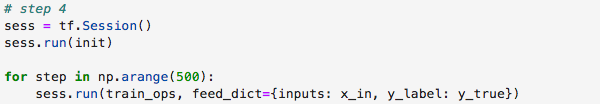 # step 4
sess = tf.Session()
sess.run(init)

for step in np.arange(500):
    sess.run(train_ops, feed_dict={inputs: x_in, y_label: y_true})